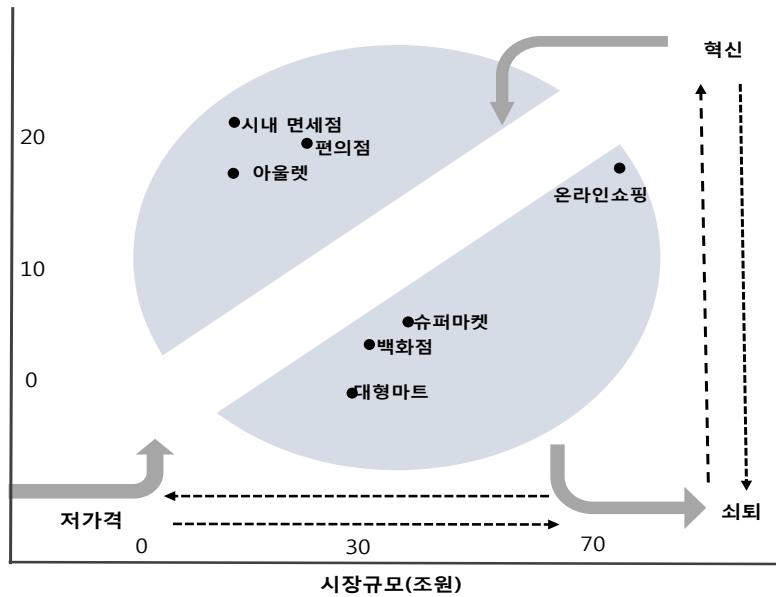 혁신
20
시내 면세점
편의점
아울렛
온라인쇼핑
10
슈퍼마켓
백화점
0
대형마트
저가격
쇠퇴
0
30
70
시장규모(조원)